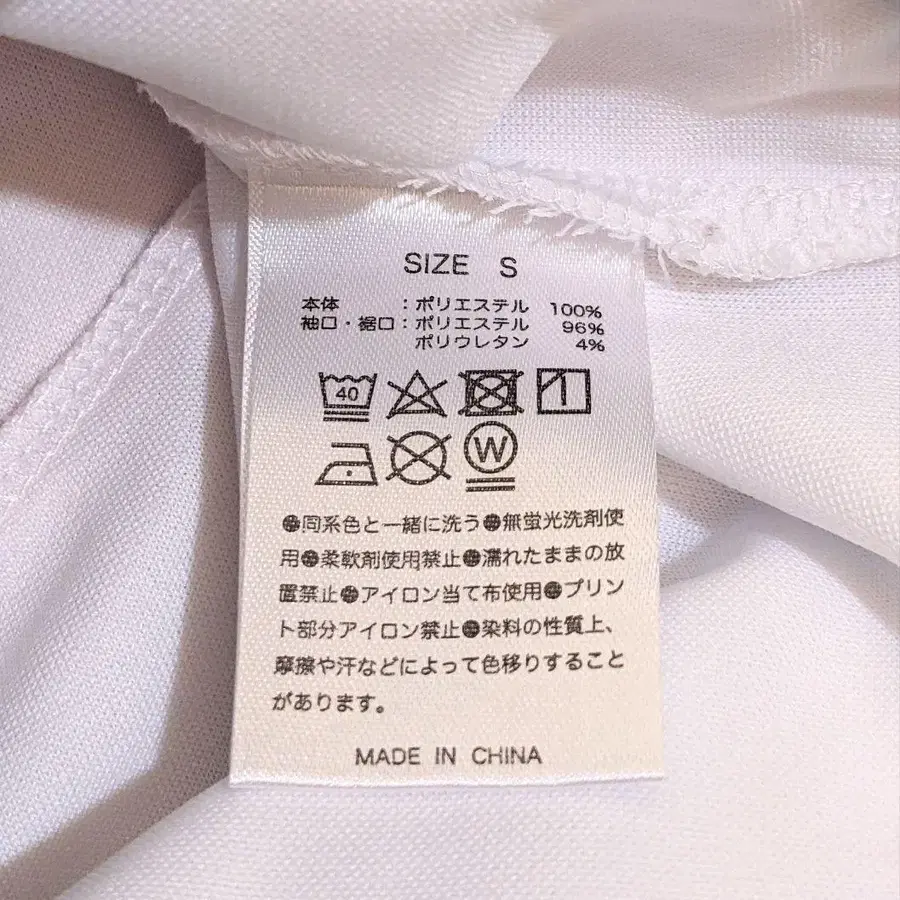 SIZE S
本体 :ポリエステル 100%
袖口・裾口:ポリエステル 96%
ポリウレタン 4%
40
W
●同系色と一緒に洗う●無蛍光洗剤使
用●柔軟剤使用禁止●濡れたままの放
置禁止●アイロン当て布使用●プリン
ト部分アイロン禁止●染料の性質上、
摩擦や汗などによって色移りすること
があります。
MADE IN CHINA